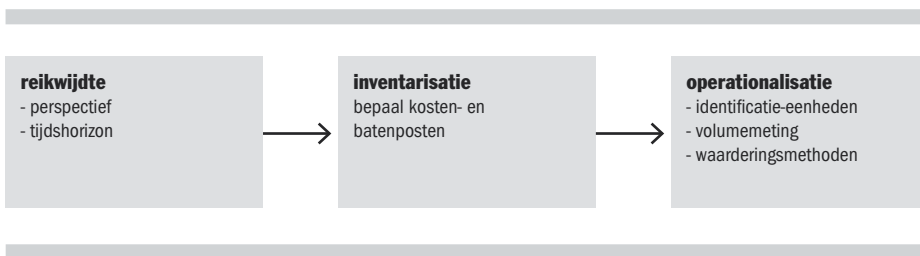 reikwijdte
- perspectief
- tijdshorizon
inventarisatie
bepaal kosten- en
batenposten
operationalisatie
- identificatie-eenheden
- volumemeting
- waarderingsmethoden